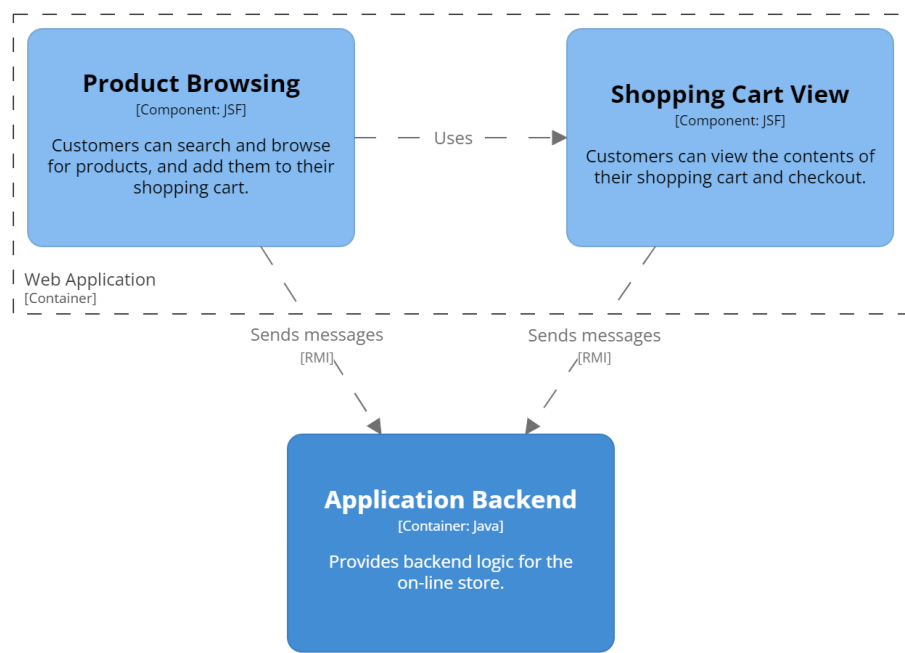 Product Browsing
[Component: JSF]
Customers can search and browse
for products, and add them to their
shopping cart.
Uses
Shopping Cart View
[Component: JSF]
Customers can view the contents of
their shopping cart and checkout.
Web Application
[Container]
Sends messages
[RMI]
Sends messages
[RMI]
Application Backend
[Container: Java]
Provides backend logic for the
on-line store.